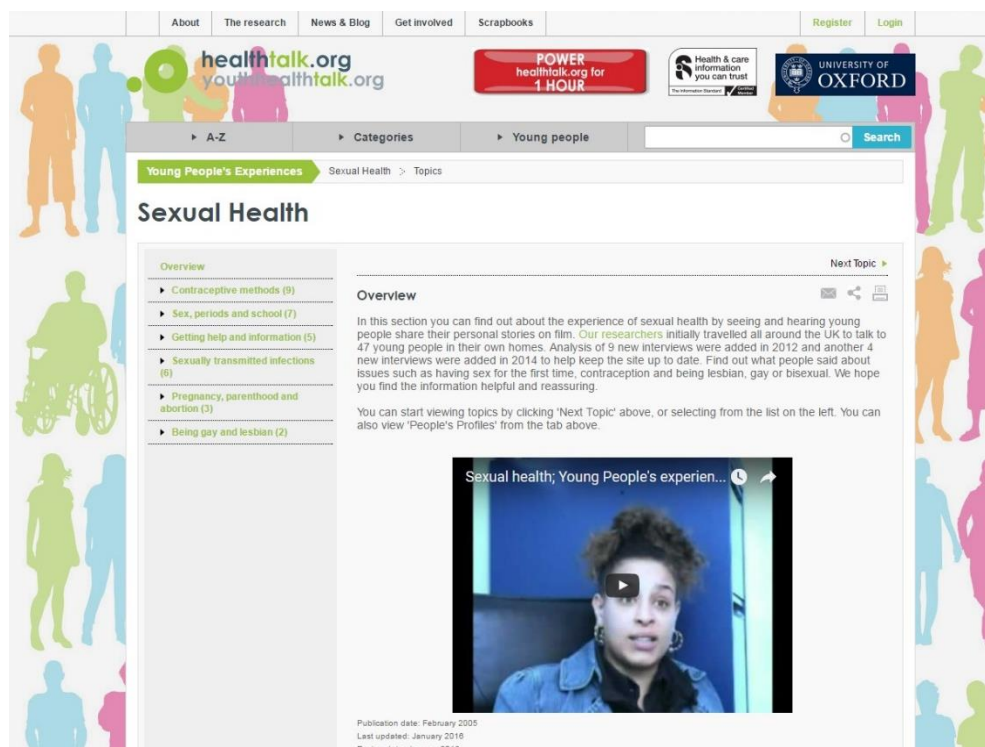 About The research News & Blog Get involved Scrapbooks Register Login
healthtalk.org
youthhealthtalk.org
POWER
healthtalk.org for
1 HOUR
Health & care
information
you can trust
The Information Standard Certified
Member
UNIVERSITY OF
OXFORD
A-Z Categories Young people Search
Young People's Experiences Sexual Health > Topics
Sexual Health
Overview
Contraceptive methods (9)
Sex, periods and school (7)
Getting help and information (5)
Sexually transmitted infections
(6)
Pregnancy, parenthood and
abortion (3)
Being gay and lesbian (2)
Next Topic
Overview
In this section you can find out about the experience of sexual health by seeing and hearing young
people share their personal stories on film. Our researchers initially travelled all around the UK to talk to
47 young people in their own homes. Analysis of 9 new interviews were added in 2012 and another 4
new interviews were added in 2014 to help keep the site up to date. Find out what people said about
issues such as having sex for the first time, contraception and being lesbian, gay or bisexual. We hope
you find the information helpful and reassuring.
You can start viewing topics by clicking 'Next Topic' above, or selecting from the list on the left. You can
also view 'People's Profiles' from the tab above.
Sexual health; Young People's experien...
Publication date: February 2005
Last updated: January 2016